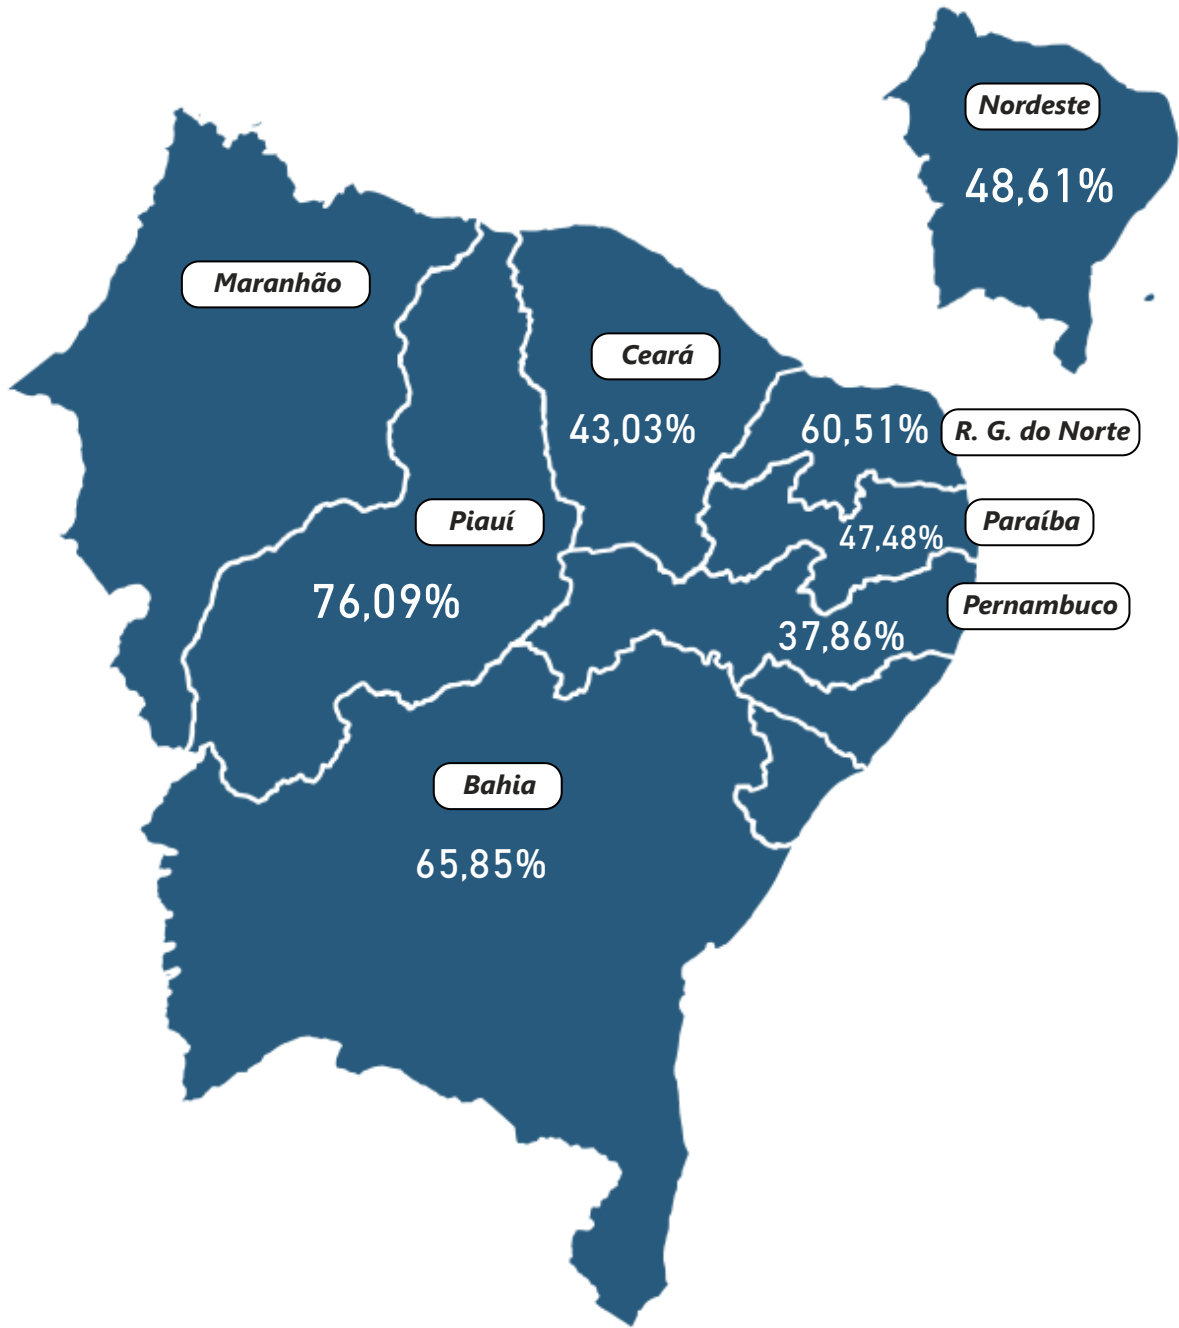 Nordeste
48,61%
Maranhão
Ceará
43,03%
60,51%
R. G. do Norte
Piauí
76,09%
Paraíba
47,48%
Pernambuco
37,86%
Bahia
65,85%